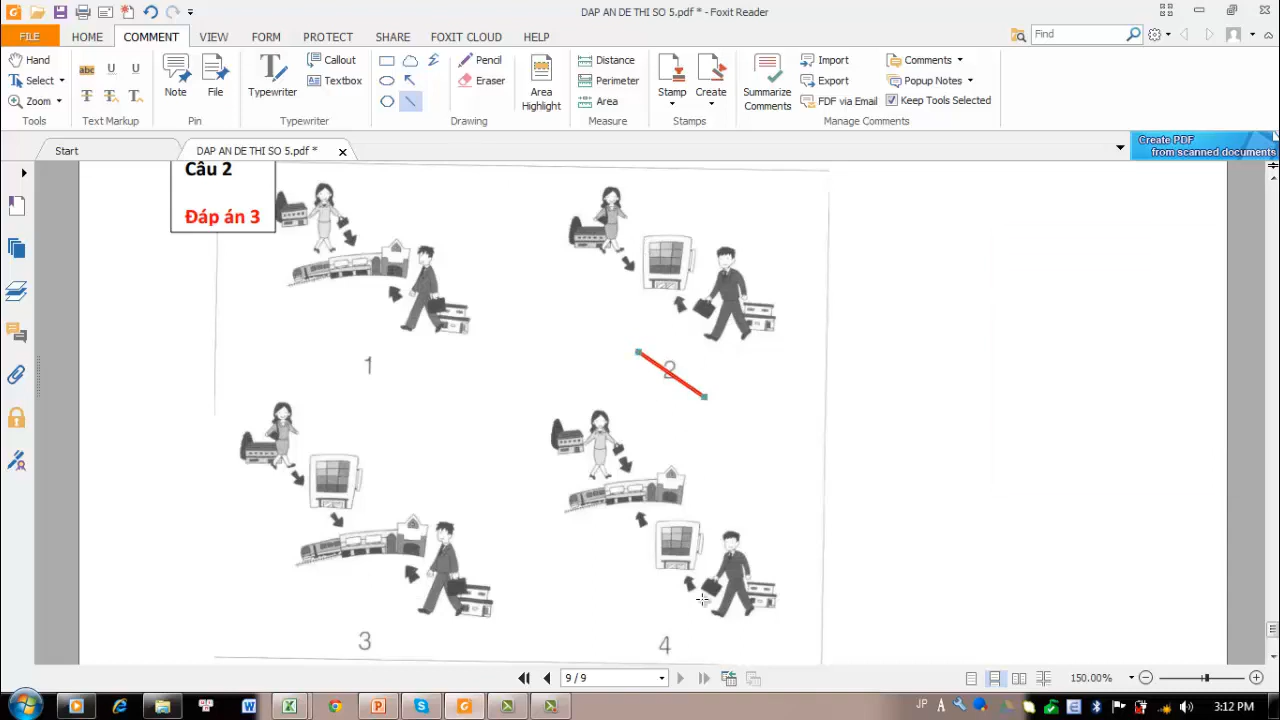 DAP AN DE THI SO 5.pdf * - Foxit Reader
FILE HOME COMMENT VIEW FORM PROTECT SHARE FOXIT CLOUD HELP
Find
Hand
Select
Zoom
Tools
abc U U
T T T
Text Markup
Note
File
Pin
Typewriter
Callout
Textbox
Typewriter
Pencil
Eraser
Area
Highlight
Drawing
Distance
Perimeter
Area
Measure
Stamp
Create
Stamps
Summarize
Comments
Import
Export
FDF via Email
Comments
Popup Notes
Keep Tools Selected
Manage Comments
Start
DAP AN DE THI SO 5.pdf *
Create PDF
from scanned documents
Câu 2
Đáp án 3
1
2
3
4
9 / 9
150.00%
JP
3:12 PM